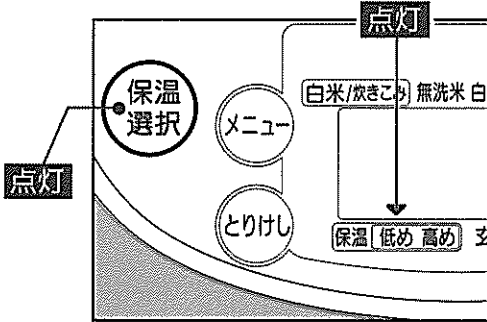 点灯
保温
選択
メニュー
白米/炊きこみ 無洗米 白
点灯
とりけし
保温 低め 高め 玄